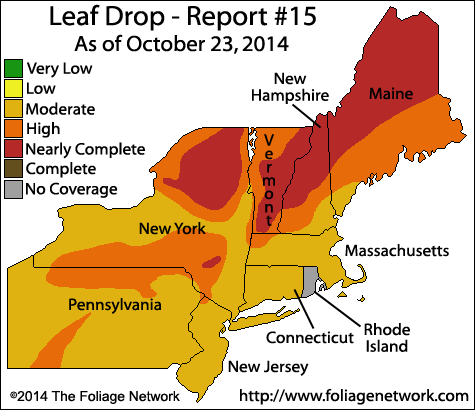 Leaf Drop - Report #15
As of October 23, 2014
Very Low
Low
Moderate
High
Nearly Complete
Complete
No Coverage
New
Hampshire
Maine
Vermont
New York
Massachusetts
Pennsylvania
Connecticut
Rhode
Island
New Jersey
©2014 The Foliage Network
http://www.foliagenetwork.com